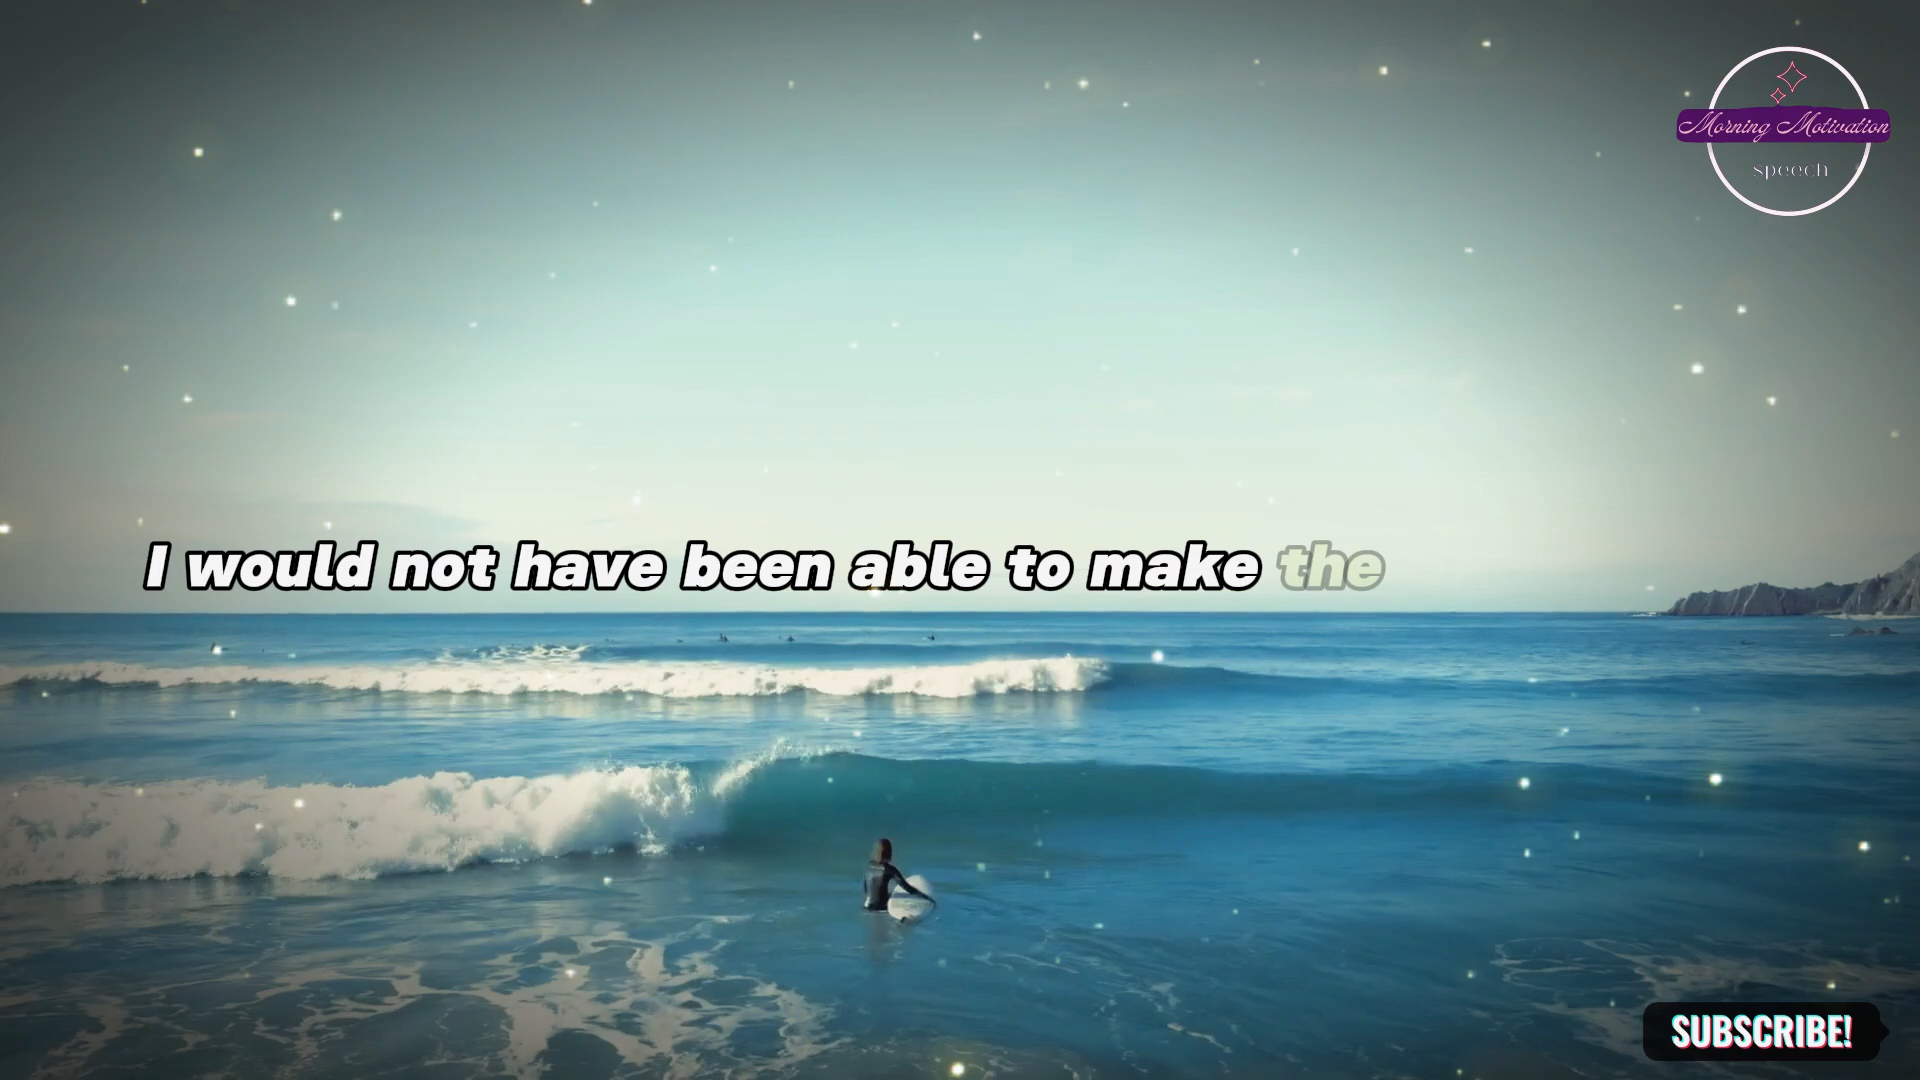 Morning Motivation
speech
I would not have been able to make the
SUBSCRIBE!